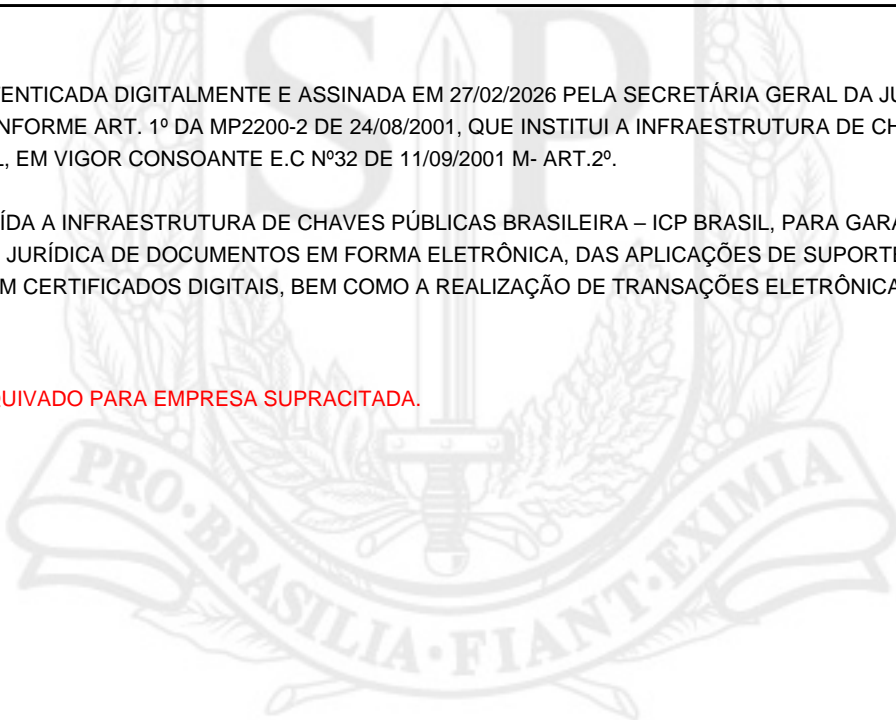 ENTICADA DIGITALMENTE E ASSINADA EM 27/02/2026 PELA SECRETÁRIA GERAL DA JU
NFORME ART. 1º DA MP2200-2 DE 24/08/2001, QUE INSTITUI A INFRAESTRUTURA DE CH
L, EM VIGOR CONSOANTE E.C Nº32 DE 11/09/2001 M- ART.2º.
ÍDA A INFRAESTRUTURA DE CHAVES PÚBLICAS BRASILEIRA – ICP BRASIL, PARA GARA
JURÍDICA DE DOCUMENTOS EM FORMA ELETRÔNICA, DAS APLICAÇÕES DE SUPORTE
M CERTIFICADOS DIGITAIS, BEM COMO A REALIZAÇÃO DE TRANSAÇÕES ELETRÔNICA
UIVADO PARA EMPRESA SUPRACITADA.
SP
PRO·BRASILIA·FIANT·EXIMIA